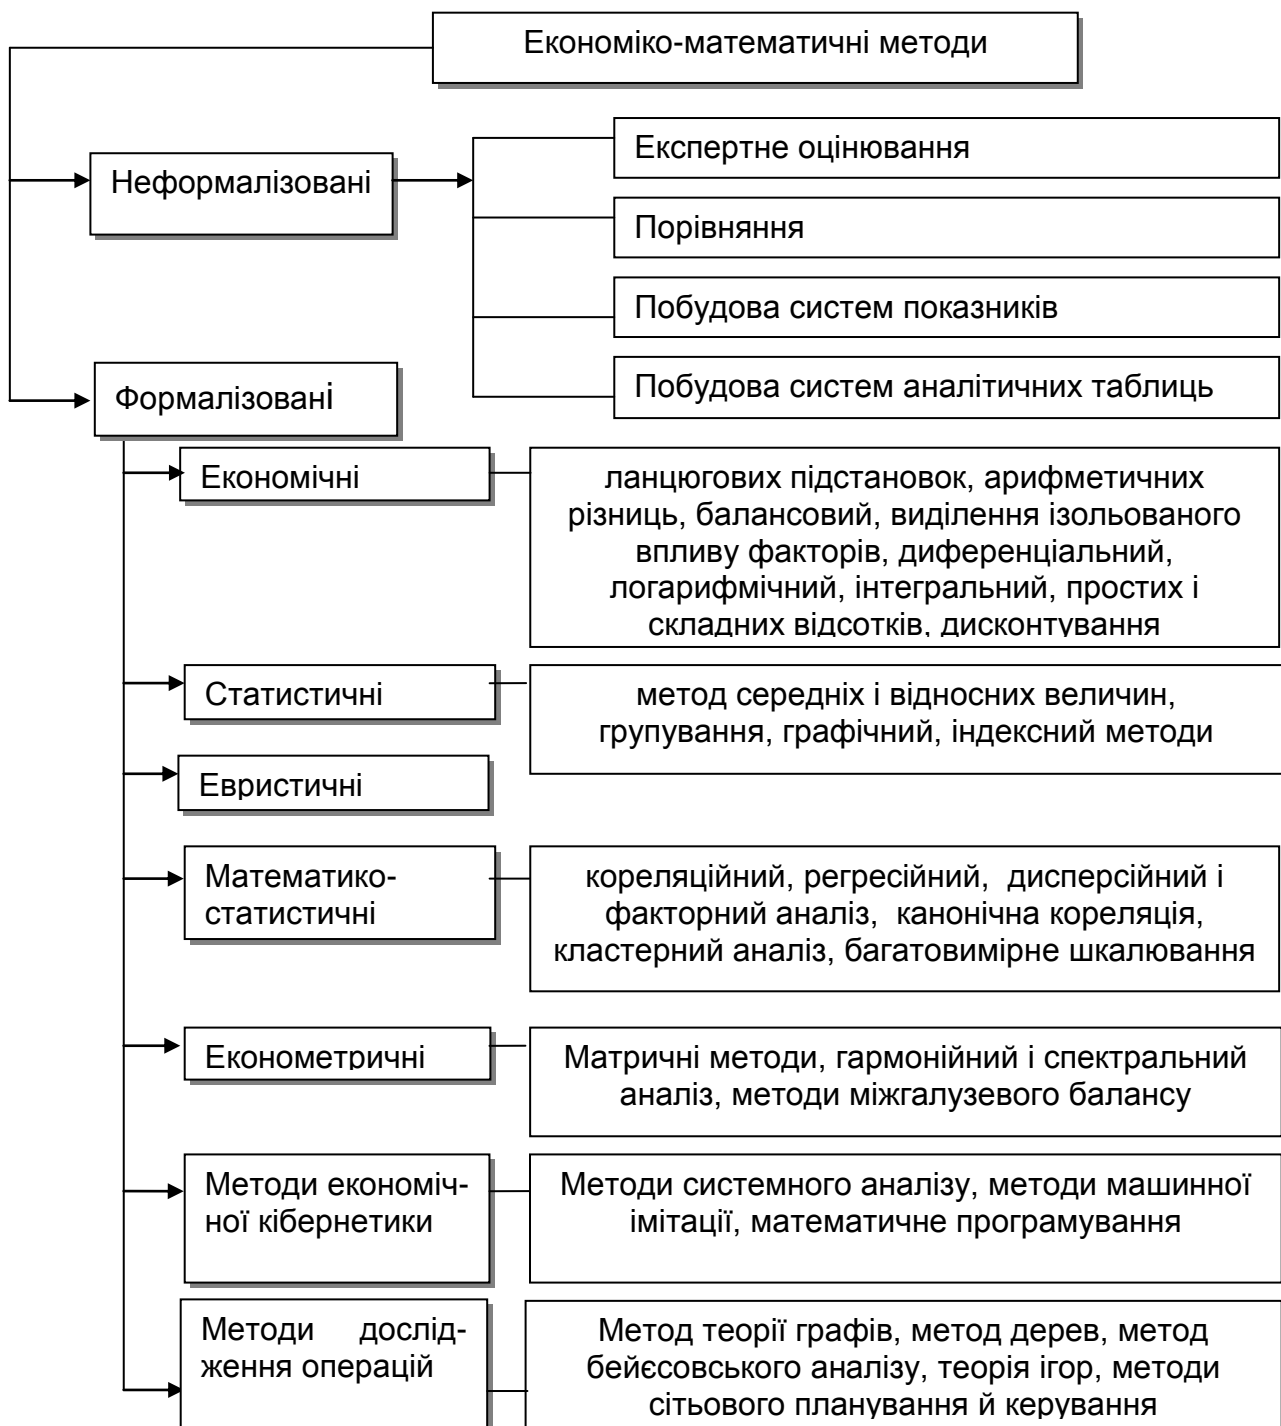 Економіко-математичні методи
Експертне оцінювання
Неформалізовані
Порівняння
Побудова систем показників
Побудова систем аналітичних таблиць
Формалізовані
Економічні
ланцюгових підстановок, арифметичних
різниць, балансовий, виділення ізольованого
впливу факторів, диференціальний,
логарифмічний, інтегральний, простих і
складних відсотків, дисконтування
Статистичні
метод середніх і відносних величин,
групування, графічний, індексний методи
Евристичні
Математико-
статистичні
кореляційний, регресійний, дисперсійний і
факторний аналіз, канонічна кореляція,
кластерний аналіз, багатовимірне шкалювання
Економетричні
Матричні методи, гармонійний і спектральний
аналіз, методи міжгалузевого балансу
Методи економіч-
ної кібернетики
Методи системного аналізу, методи машинної
імітації, математичне програмування
Методи дослід-
ження операцій
Метод теорії графів, метод дерев, метод
бейєсовського аналізу, теорія ігор, методи
сітьового планування й керування